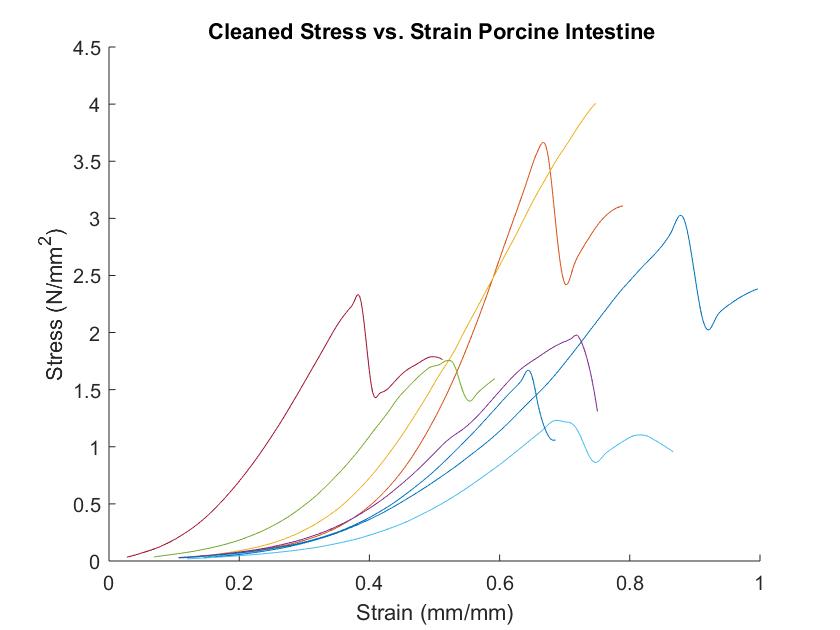 Cleaned Stress vs. Strain Porcine Intestine
4.5
4
3.5
3
2.5
2
1.5
1
0.5
0
Stress (N/mm²)
0 0.2 0.4 0.6 0.8 1
Strain (mm/mm)